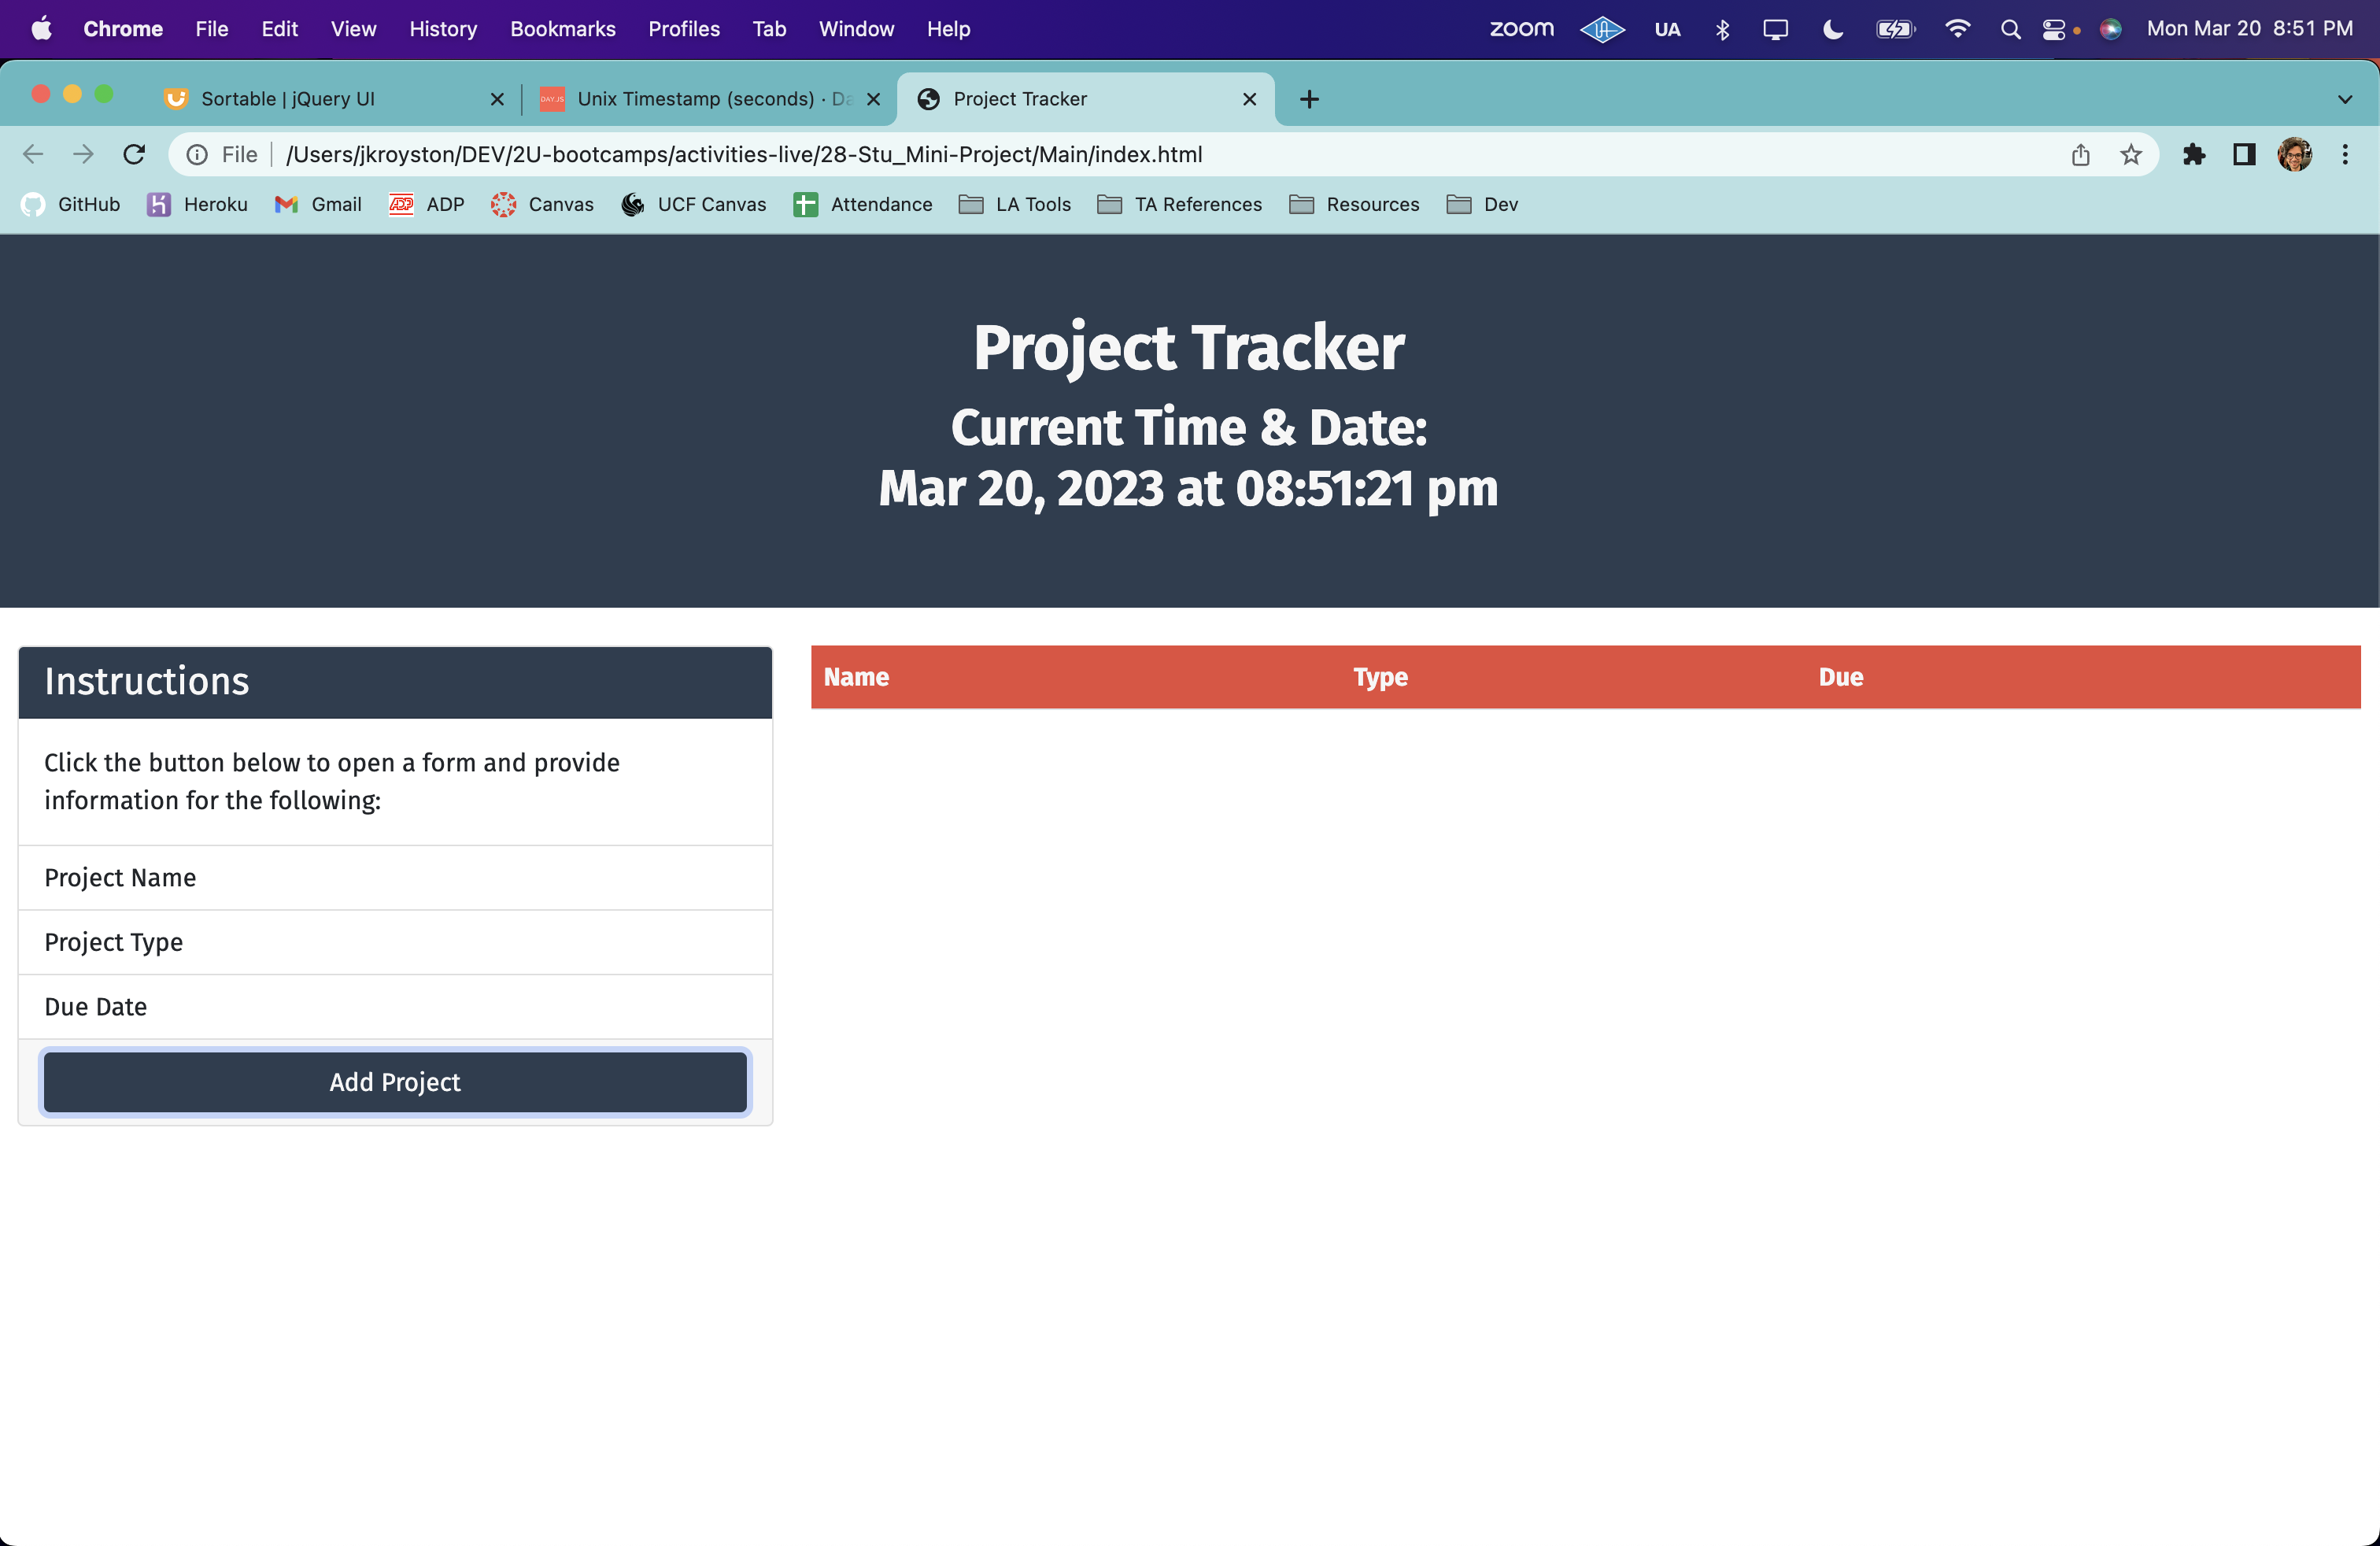 Chrome File Edit View History Bookmarks Profiles Tab Window Help zoom UA Mon Mar 20 8:51 PM
Sortable | jQuery UI DAY.JS Unix Timestamp (seconds) · Da Project Tracker
File /Users/jkroyston/DEV/2U-bootcamps/activities-live/28-Stu_Mini-Project/Main/index.html
GitHub Heroku Gmail ADP ADP Canvas UCF Canvas Attendance LA Tools TA References Resources Dev
Project Tracker
Current Time & Date:
Mar 20, 2023 at 08:51:21 pm
Instructions
Click the button below to open a form and provide
information for the following:
Project Name
Project Type
Due Date
Add Project
Name Type Due